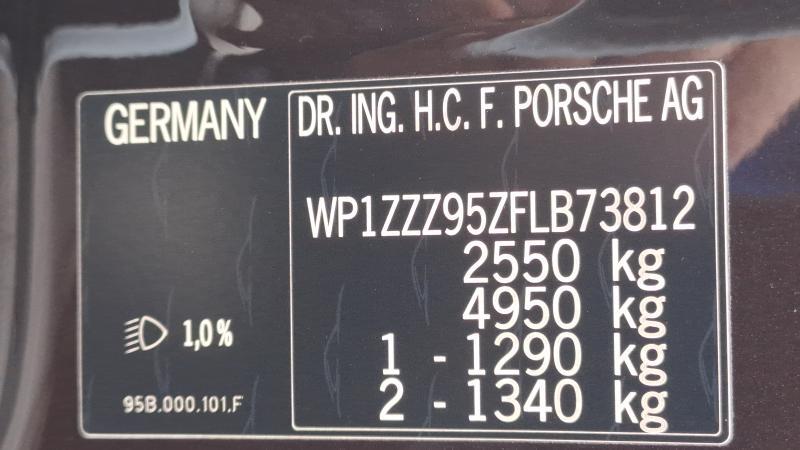 GERMANY
DR. ING. H.C. F. PORSCHE AG
WP1ZZZ95ZFLB73812
2550 kg
4950 kg
1 - 1290 kg
2 - 1340 kg
1,0%
95B.000.101.F